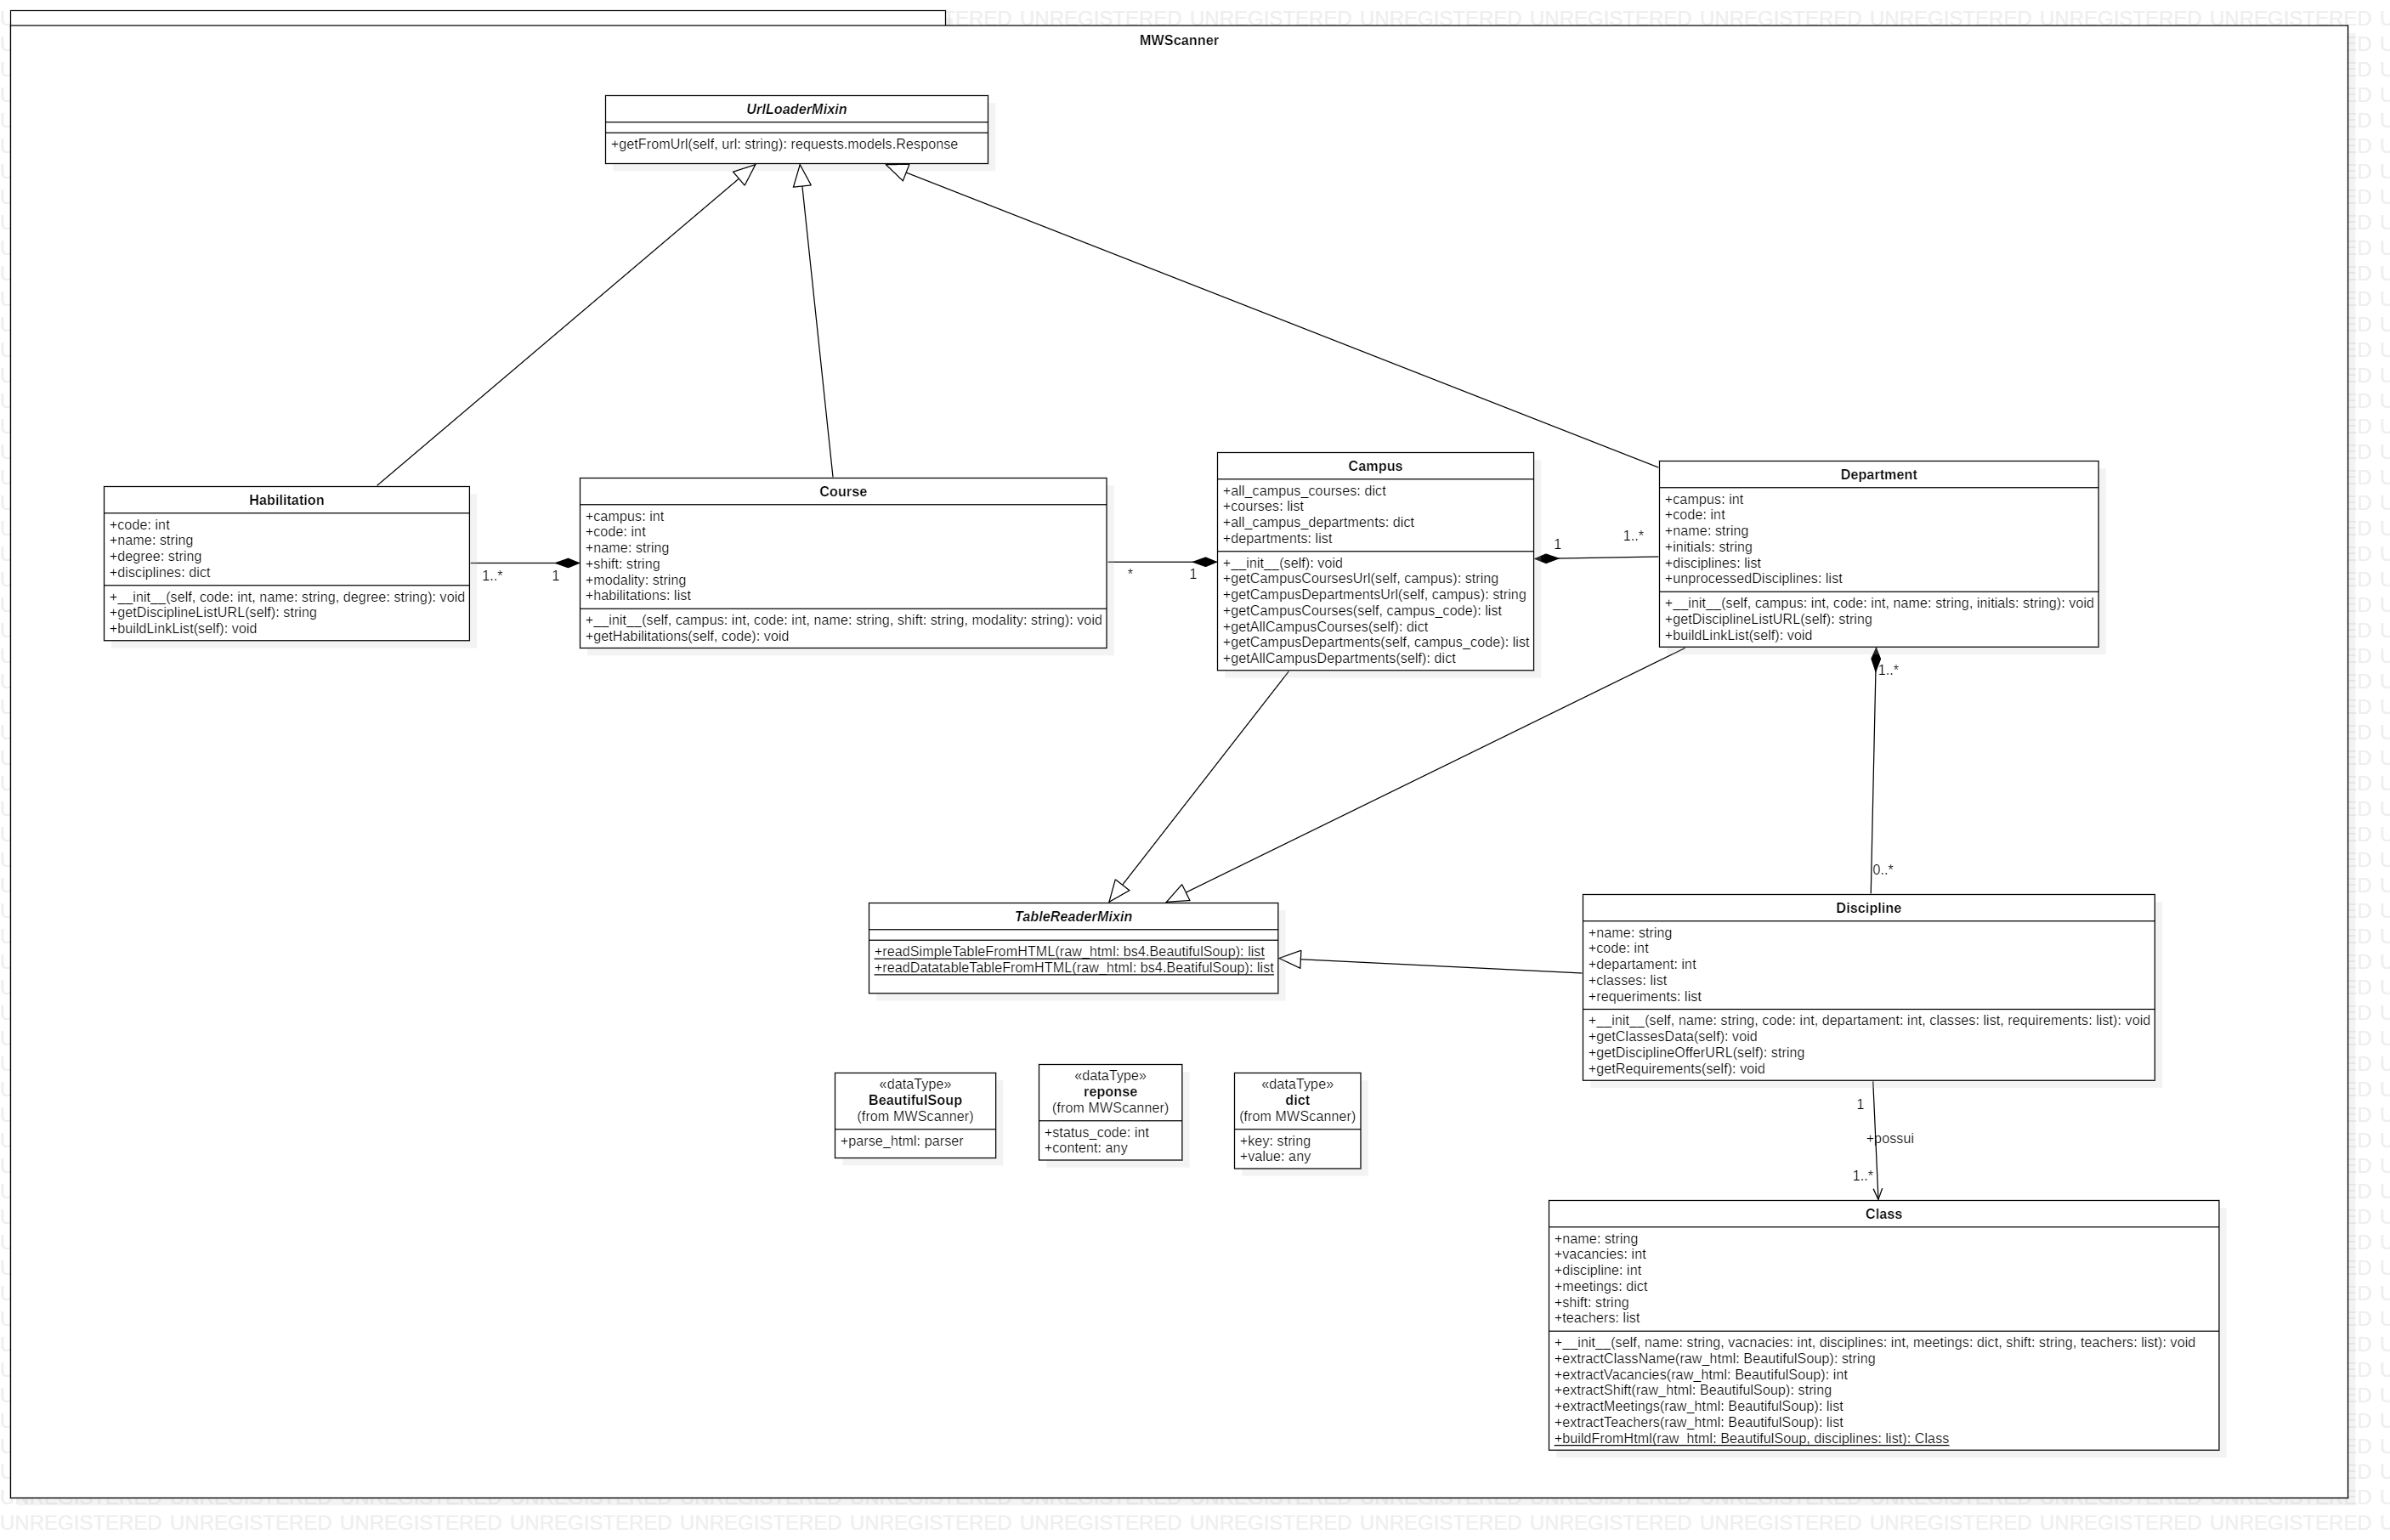 MWScanner
UrlLoaderMixin
+getFromUrl(self, url: string): requests.models.Response
Habilitation
+code: int
+name: string
+degree: string
+disciplines: dict
+__init__(self, code: int, name: string, degree: string): void
+getDisciplineListURL(self): string
+buildLinkList(self): void
1..*
1
Course
+campus: int
+code: int
+name: string
+shift: string
+modality: string
+habilitations: list
+__init__(self, campus: int, code: int, name: string, shift: string, modality: string): void
+getHabilitations(self, code): void
*
1
Campus
+all_campus_courses: dict
+courses: list
+all_campus_departments: dict
+departments: list
+__init__(self): void
+getCampusCoursesUrl(self, campus): string
+getCampusDepartmentsUrl(self, campus): string
+getCampusCourses(self, campus_code): list
+getAllCampusCourses(self): dict
+getCampusDepartments(self, campus_code): list
+getAllCampusDepartments(self): dict
1
1..*
Department
+campus: int
+code: int
+name: string
+initials: string
+disciplines: list
+unprocessedDisciplines: list
+__init__(self, campus: int, code: int, name: string, initials: string): void
+getDisciplineListURL(self): string
+buildLinkList(self): void
1..*
0..*
TableReaderMixin
+readSimpleTableFromHTML(raw_html: bs4.BeautifulSoup): list
+readDatatableTableFromHTML(raw_html: bs4.BeatifulSoup): list
Discipline
+name: string
+code: int
+departament: int
+classes: list
+requeriments: list
+__init__(self, name: string, code: int, departament: int, classes: list, requirements: list): void
+getClassesData(self): void
+getDisciplineOfferURL(self): string
+getRequirements(self): void
«dataType»
BeautifulSoup
(from MWScanner)
+parse_html: parser
«dataType»
reponse
(from MWScanner)
+status_code: int
+content: any
«dataType»
dict
(from MWScanner)
+key: string
+value: any
1
+possui
1..*
Class
+name: string
+vacancies: int
+discipline: int
+meetings: dict
+shift: string
+teachers: list
+__init__(self, name: string, vacnacies: int, disciplines: int, meetings: dict, shift: string, teachers: list): void
+extractClassName(raw_html: BeautifulSoup): string
+extractVacancies(raw_html: BeautifulSoup): int
+extractShift(raw_html: BeautifulSoup): string
+extractMeetings(raw_html: BeautifulSoup): list
+extractTeachers(raw_html: BeautifulSoup): list
+buildFromHtml(raw_html: BeautifulSoup, disciplines: list): Class
UNREGISTERED UNREGISTERED UNREGISTERED UNREGISTERED UNREGISTERED UNREGISTERED UNREGISTERED UNREGISTERED UNREGISTERED UNREGISTERED UNREGISTERED UNREGISTERED UNREGISTERED UNREGISTERED